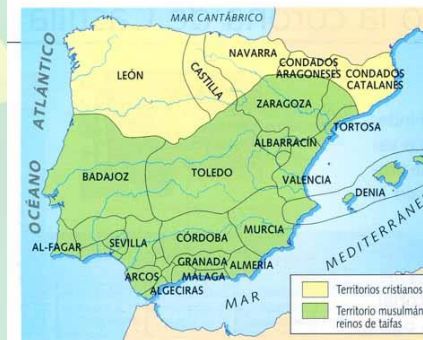 MAR CANTÁBRICO
OCÉANO ATLÁNTICO
NAVARRA
LEÓN
CASTILLA
CONDADOS
ARAGONESES
CONDADOS
CATALANES
ZARAGOZA
TORTOSA
ALBARRACÍN
BADAJOZ
TOLEDO
VALENCIA
DENIA
MURCIA
AL-FAGAR
SEVILLA
CÓRDOBA
GRANADA
ALMERÍA
ARCOS
MÁLAGA
ALGECIRAS
MAR
MEDITERRÁNE
Territorios cristianos
Territorio musulmán
reinos de taifas